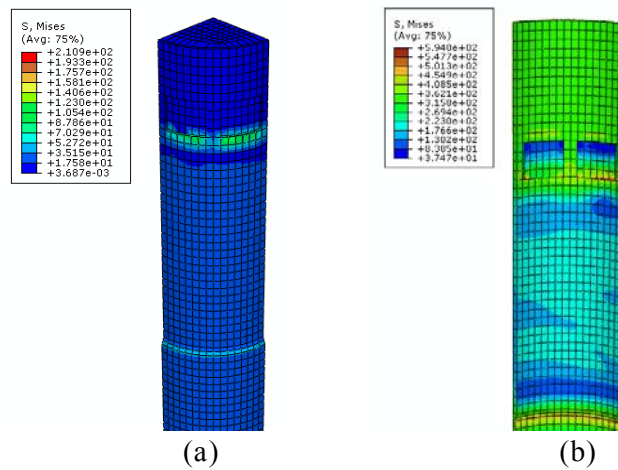 S, Mises
(Avg: 75%)
+2.109e+02
+1.933e+02
+1.757e+02
+1.581e+02
+1.406e+02
+1.230e+02
+1.054e+02
+8.786e+01
+7.029e+01
+5.272e+01
+3.515e+01
+1.758e+01
+3.687e-03
S, Mises
(Avg: 75%)
+5.940e+02
+5.477e+02
+5.013e+02
+4.549e+02
+4.085e+02
+3.621e+02
+3.158e+02
+2.694e+02
+2.230e+02
+1.766e+02
+1.302e+02
+8.385e+01
+3.747e+01
(a)
(b)